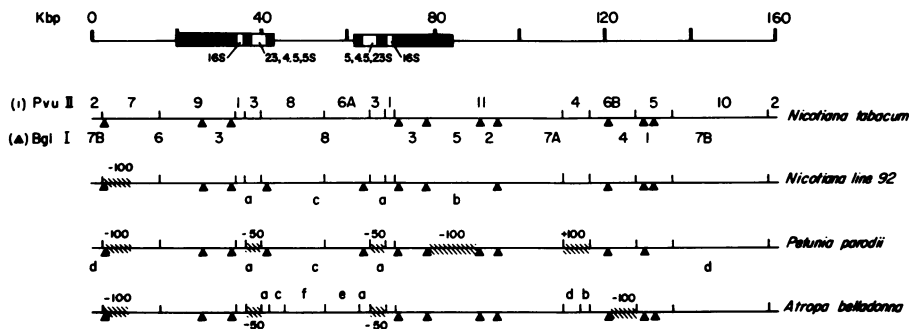 Kbp 0 40 80 120 160
16S 23,4.5,5S 5,4.5,23S 16S
(ı) Pvu II 2 7 9 1 3 8 6A 3 1 11 4 6B 5 10 2 Nicotiana tabacum
(▲) Bgl I 7B 6 3 8 3 5 2 7A 4 1 7B
-100 Nicotiana line 92
a c a b
-100 -50 -50 -100 +100 Petunia parodii
d a c a d
-100 a c f e a d b -100 Atropa belladonna
-50 -50